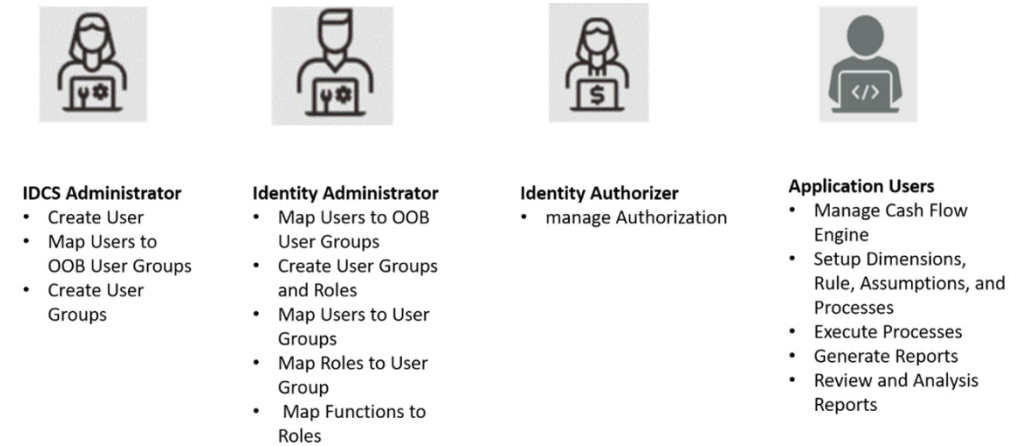 $
</>
IDCS Administrator
• Create User
• Map Users to
OOB User Groups
• Create User
Groups
Identity Administrator
• Map Users to OOB
User Groups
• Create User Groups
and Roles
• Map Users to User
Groups
• Map Roles to User
Group
• Map Functions to
Roles
Identity Authorizer
• manage Authorization
Application Users
• Manage Cash Flow
Engine
• Setup Dimensions,
Rule, Assumptions, and
Processes
• Execute Processes
• Generate Reports
• Review and Analysis
Reports